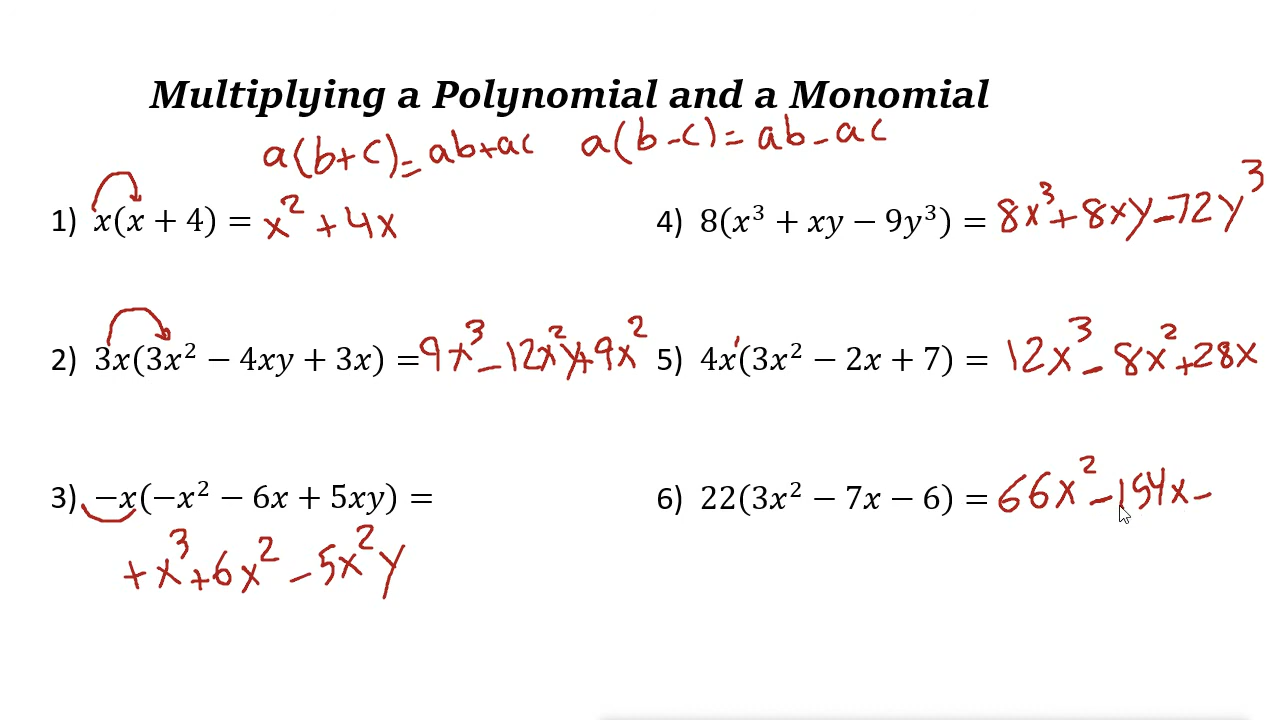 Multiplying a Polynomial and a Monomial
a(b+c)=ab+ac a(b-c)=ab-ac
1) x(x + 4) = x² + 4x
4) 8(x³ + xy − 9y³) = 8x³+8xy-72y³
2) 3x(3x² − 4xy + 3x) = 9x³-12x²y+9x²
5) 4x¹(3x² − 2x + 7) = 12x³-8x²+28x
3) −x(−x² − 6x + 5xy) =
+x³+6x²-5x²y
6) 22(3x² − 7x − 6) = 66x²-154x-